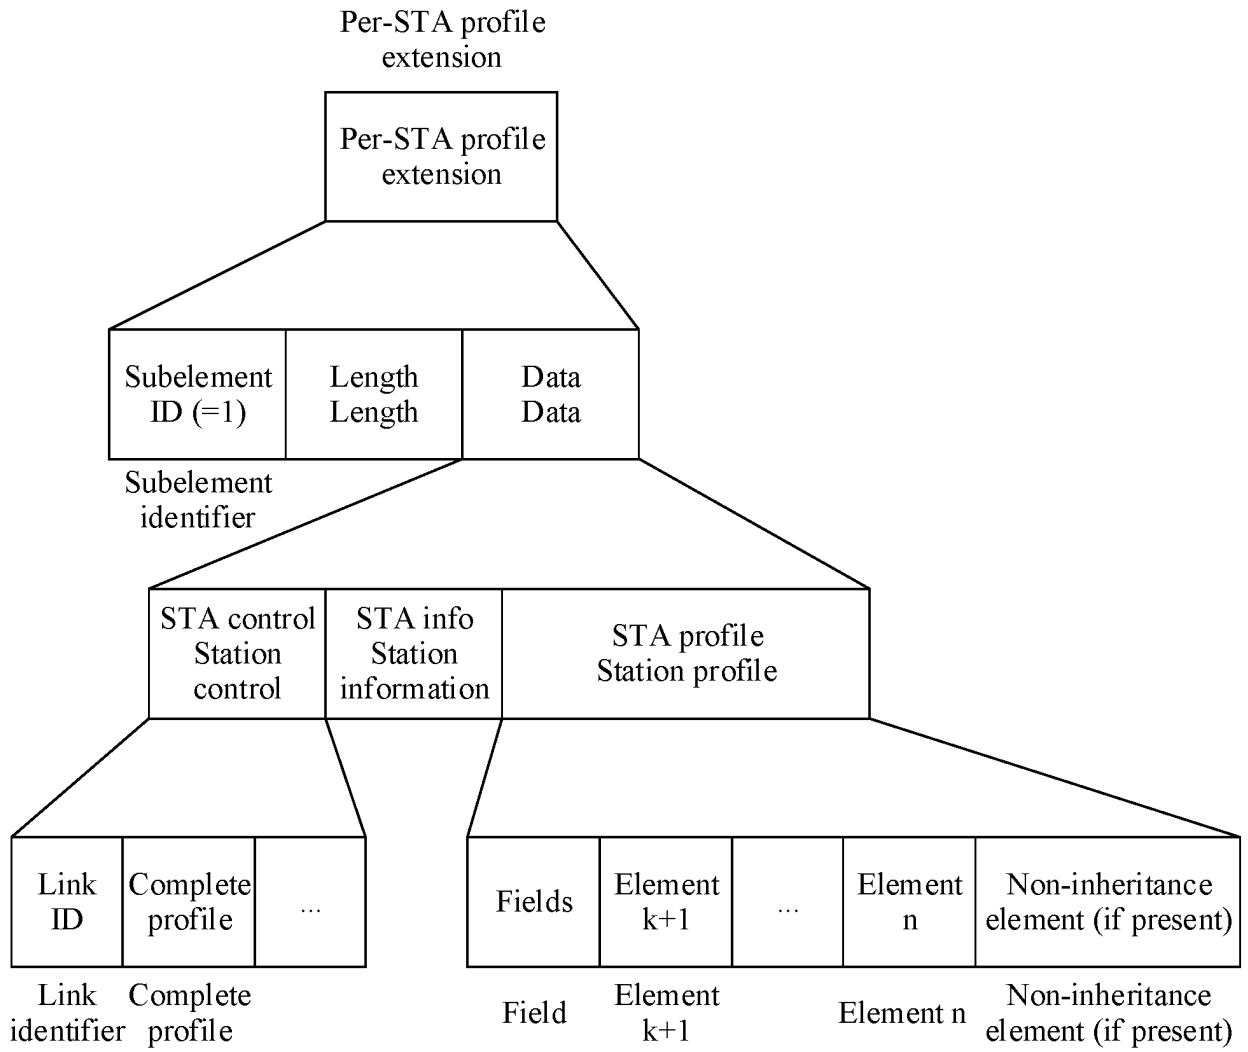 Per-STA profile
extension
Per-STA profile
extension
Subelement
ID (=1)
Length
Length
Data
Data
Subelement
identifier
STA control
Station
control
STA info
Station
information
STA profile
Station profile
Link
ID
Complete
profile
...
Fields
Element
k+1
...
Element
n
Non-inheritance
element (if present)
Link
identifier
Complete
profile
Field
Element
k+1
Element n
Non-inheritance
element (if present)